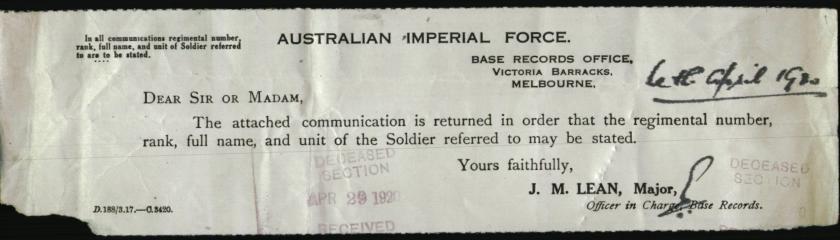 In all communications regimental number,
rank, full name, and unit of Soldier referred
to are to be stated.
AUSTRALIAN IMPERIAL FORCE.
BASE RECORDS OFFICE,
VICTORIA BARRACKS,
MELBOURNE,
April 1920
DEAR SIR OR MADAM,
The attached communication is returned in order that the regimental number,
rank, full name, and unit of the Soldier referred to may be stated.
Yours faithfully,
J. M. LEAN, Major,
Officer in Charge, Base Records.
D.188/3.17.—C.3420.
DECEASED
SECTION
APR 29 1920
RECEIVED
DECEASED
SECTION